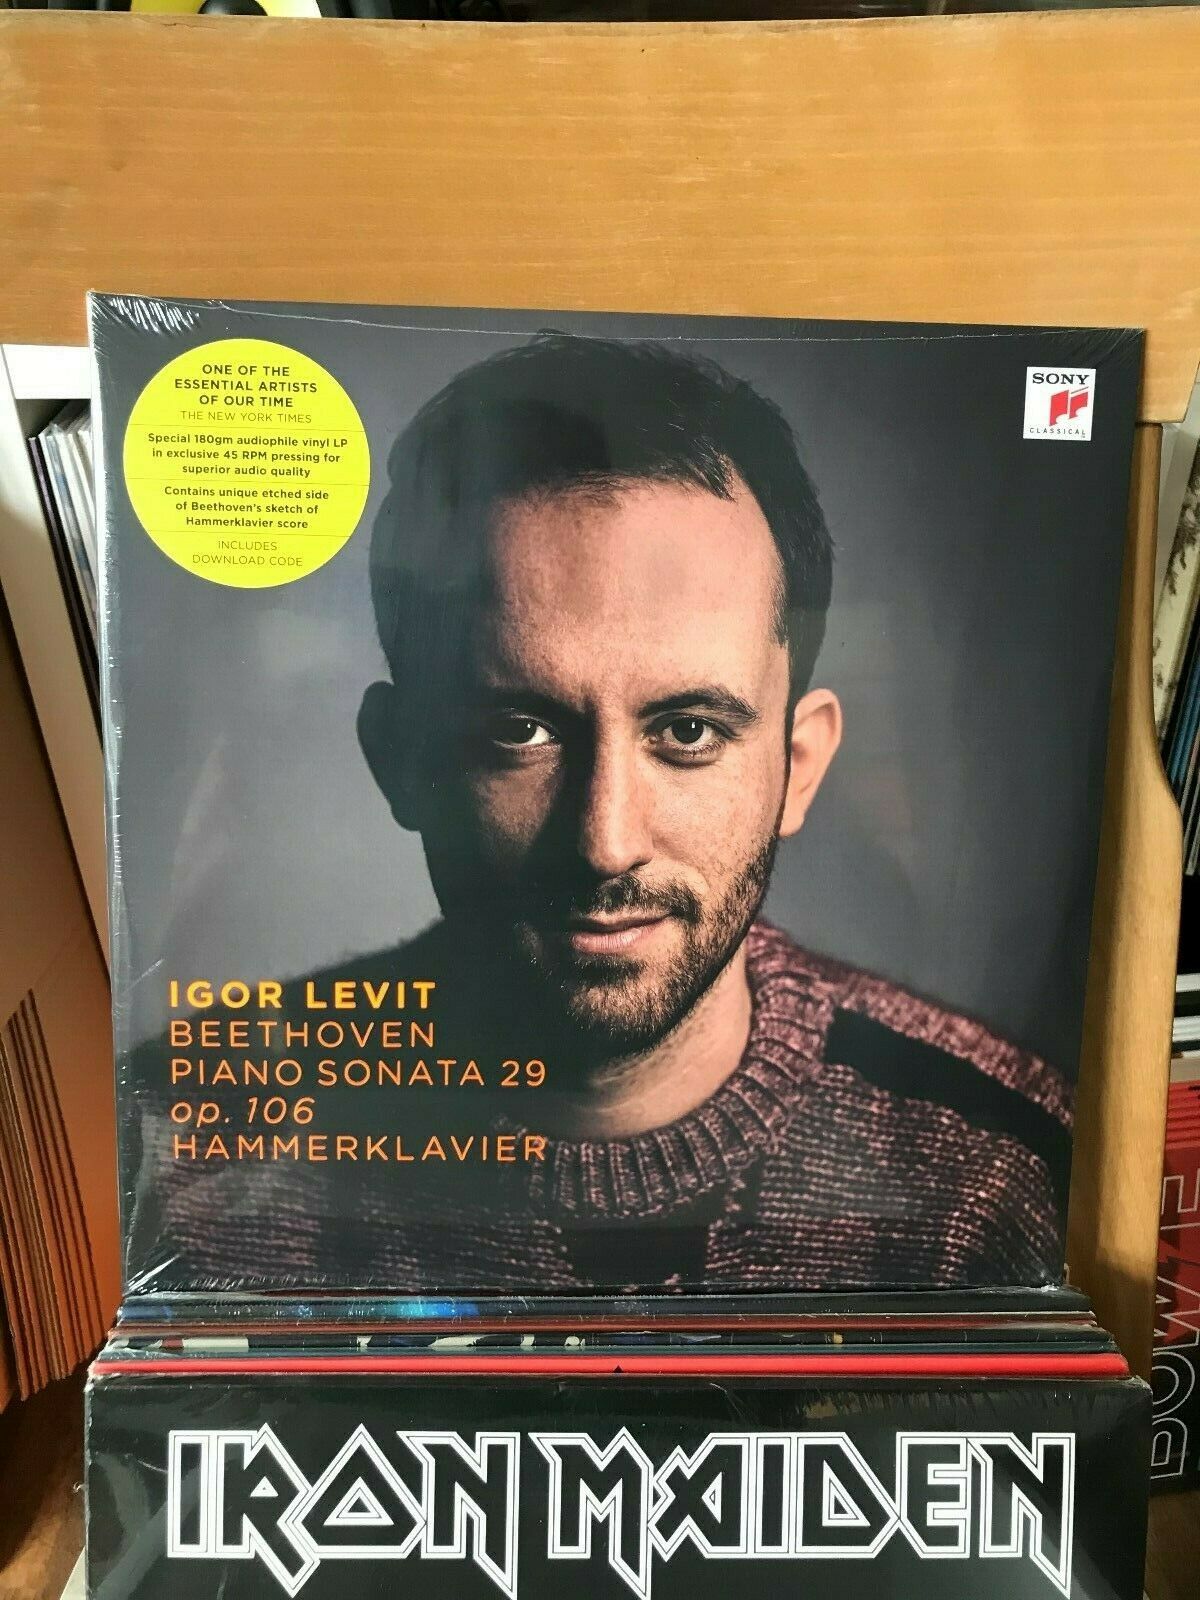 ONE OF THE
ESSENTIAL ARTISTS
OF OUR TIME
THE NEW YORK TIMES
Special 180gm audiophile vinyl LP
in exclusive 45 RPM pressing for
superior audio quality
Contains unique etched side
of Beethoven's sketch of
Hammerklavier score
INCLUDES
DOWNLOAD CODE
SONY
CLASSICAL
IGOR LEVIT
BEETHOVEN
PIANO SONATA 29
op. 106
HAMMERKLAVIER
IRON MAIDEN
BOWIE